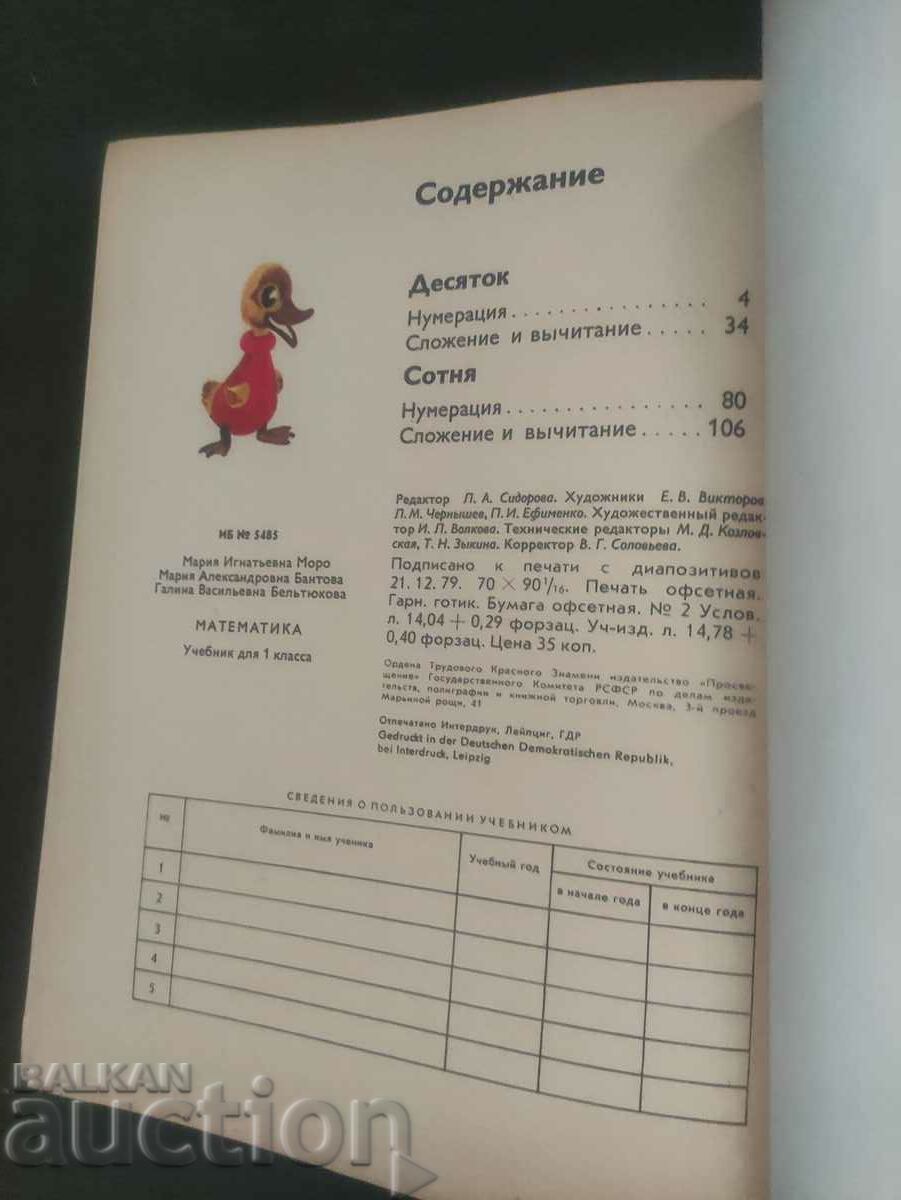 Содержание
Десяток
Нумерация . . . . . . . . . . . . . . . . 4
Сложение и вычитание . . . . . 34
Сотня
Нумерация . . . . . . . . . . . . . . . . 80
Сложение и вычитание . . . . . 106
Редактор Л. А. Сидорова. Художники Е. В. Викторов
Л. М. Чернышев, П. И. Ефименко. Художественный редак-
тор И. Л. Волкова. Технические редакторы М. Д. Козлов-
ская, Т. Н. Зыкина. Корректор В. Г. Соловьева.
Подписано к печати с диапозитивов
21. 12. 79. 70 × 90 1/16. Печать офсетная.
Гарн. готик. Бумага офсетная. № 2 Услов.
л. 14,04 + 0,29 форзац. Уч-изд. л. 14,78 +
0,40 форзац. Цена 35 коп.
Ордена Трудового Красного Знамени издательство «Просве-
щение» Государственного Комитета РСФСР по делам изда-
тельств, полиграфии и книжной торговли, Москва, 3-й проезд
Марьиной рощи, 41
Отпечатано Интердрук, Лейпциг, ГДР
Gedruckt in der Deutschen Demokratischen Republik,
bei Interdruck, Leipzig
ИБ № 5485
Мария Игнатьевна Моро
Мария Александровна Бантова
Галина Васильевна Бельтюкова
МАТЕМАТИКА
Учебник для 1 класса
СВЕДЕНИЯ О ПОЛЬЗОВАНИИ УЧЕБНИКОМ
№ Фамилия и имя ученика Учебный год Состояние учебника
в начале года в конце года
1
2
3
4
5
BALKAN
auction